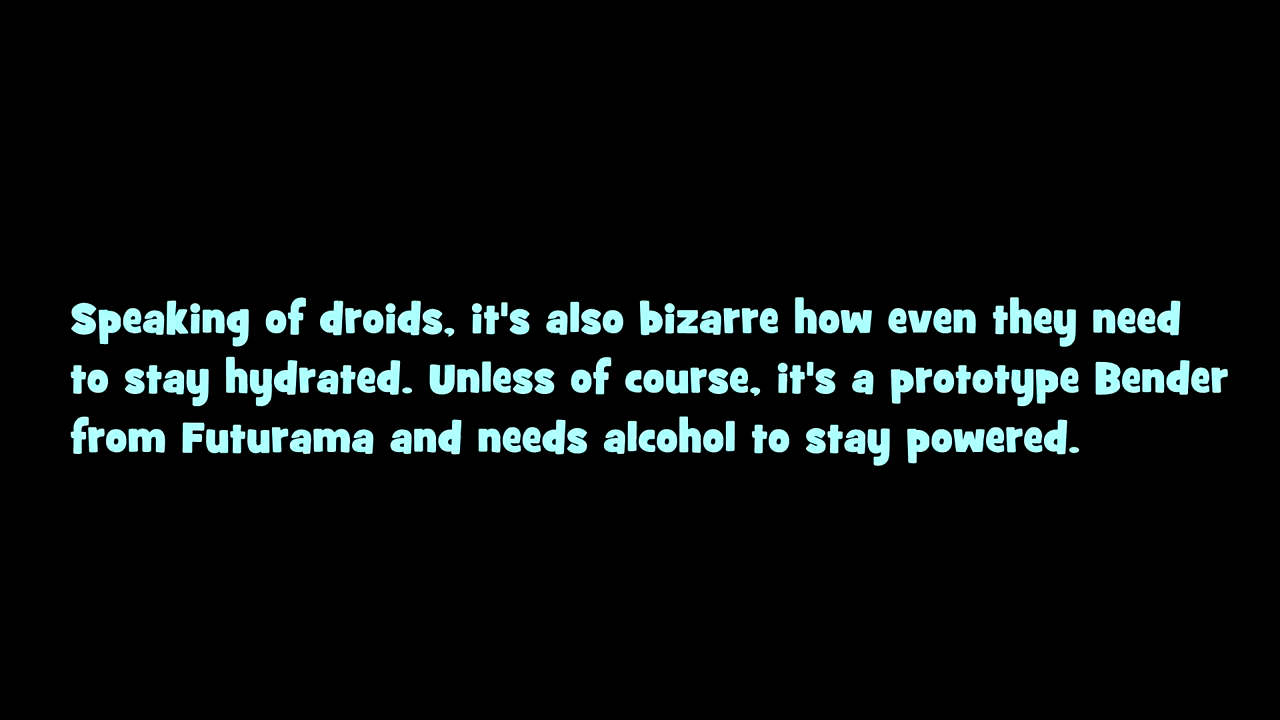 Speaking of droids, it's also bizarre how even they need
to stay hydrated. Unless of course, it's a prototype Bender
from Futurama and needs alcohol to stay powered.